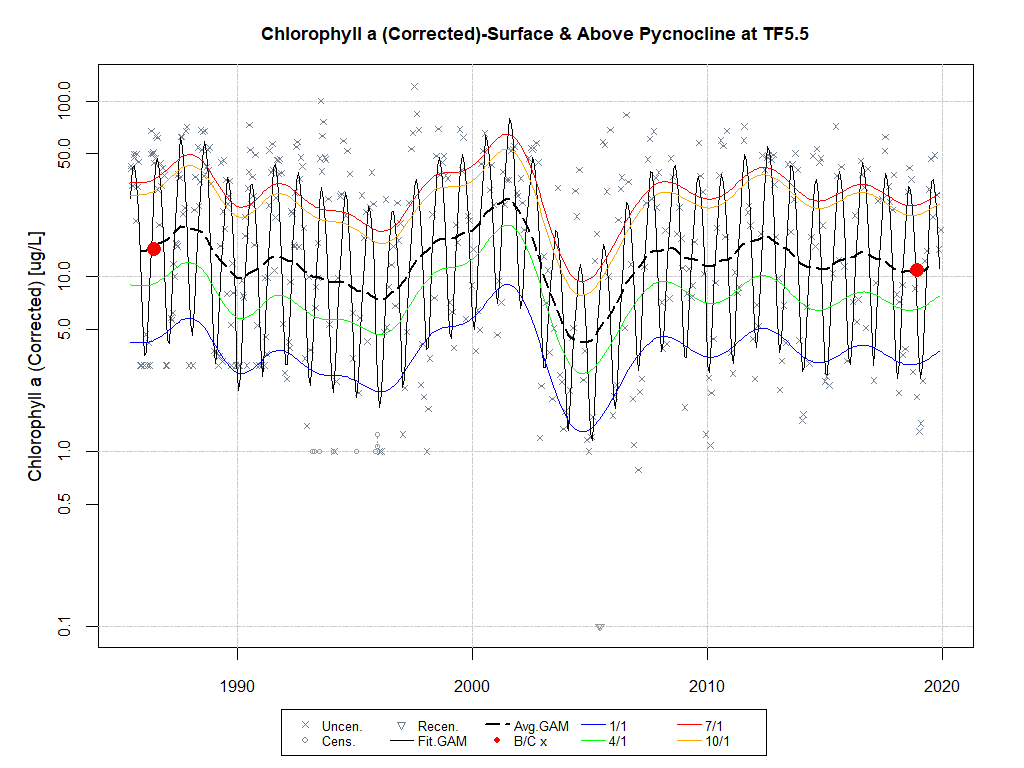 Chlorophyll a (Corrected)-Surface & Above Pycnocline at TF5.5
Chlorophyll a (Corrected) [ug/L]
100.0
50.0
10.0
5.0
1.0
0.5
0.1
1990 2000 2010 2020
Uncen. Recen. Avg.GAM 1/1 7/1
Cens. Fit.GAM B/C x 4/1 10/1